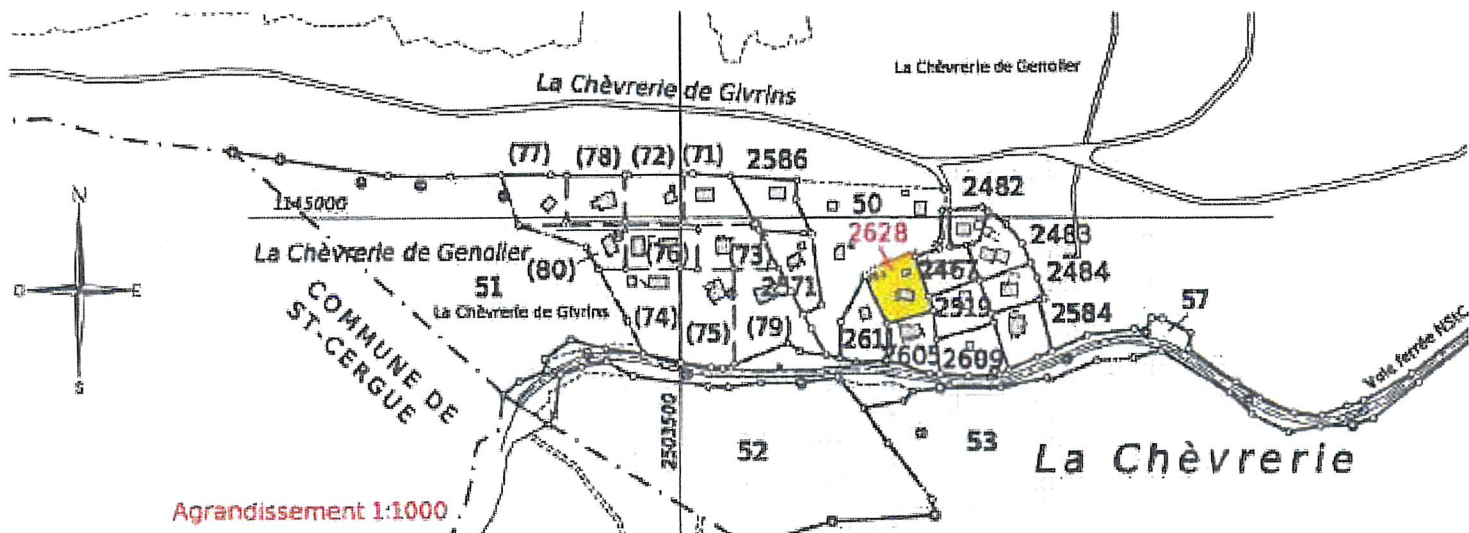 La Chèvrerie de Genolier
La Chèvrerie de Givrins
(77)
(78)
(72)
(71)
2586
2482
50
N
1145000
2628
2483
La Chèvrerie de Genolier
(80)
(76)
(73)
2467
2484
2571
O
E
51
La Chèvrerie de Givrins
57
2519
2584
(74)
(75)
(79)
2611
2605
2609
COMMUNE DE
ST-CERGUE
S
Voie ferrée NStC
2503500
52
53
La Chèvrerie
Agrandissement 1:1000